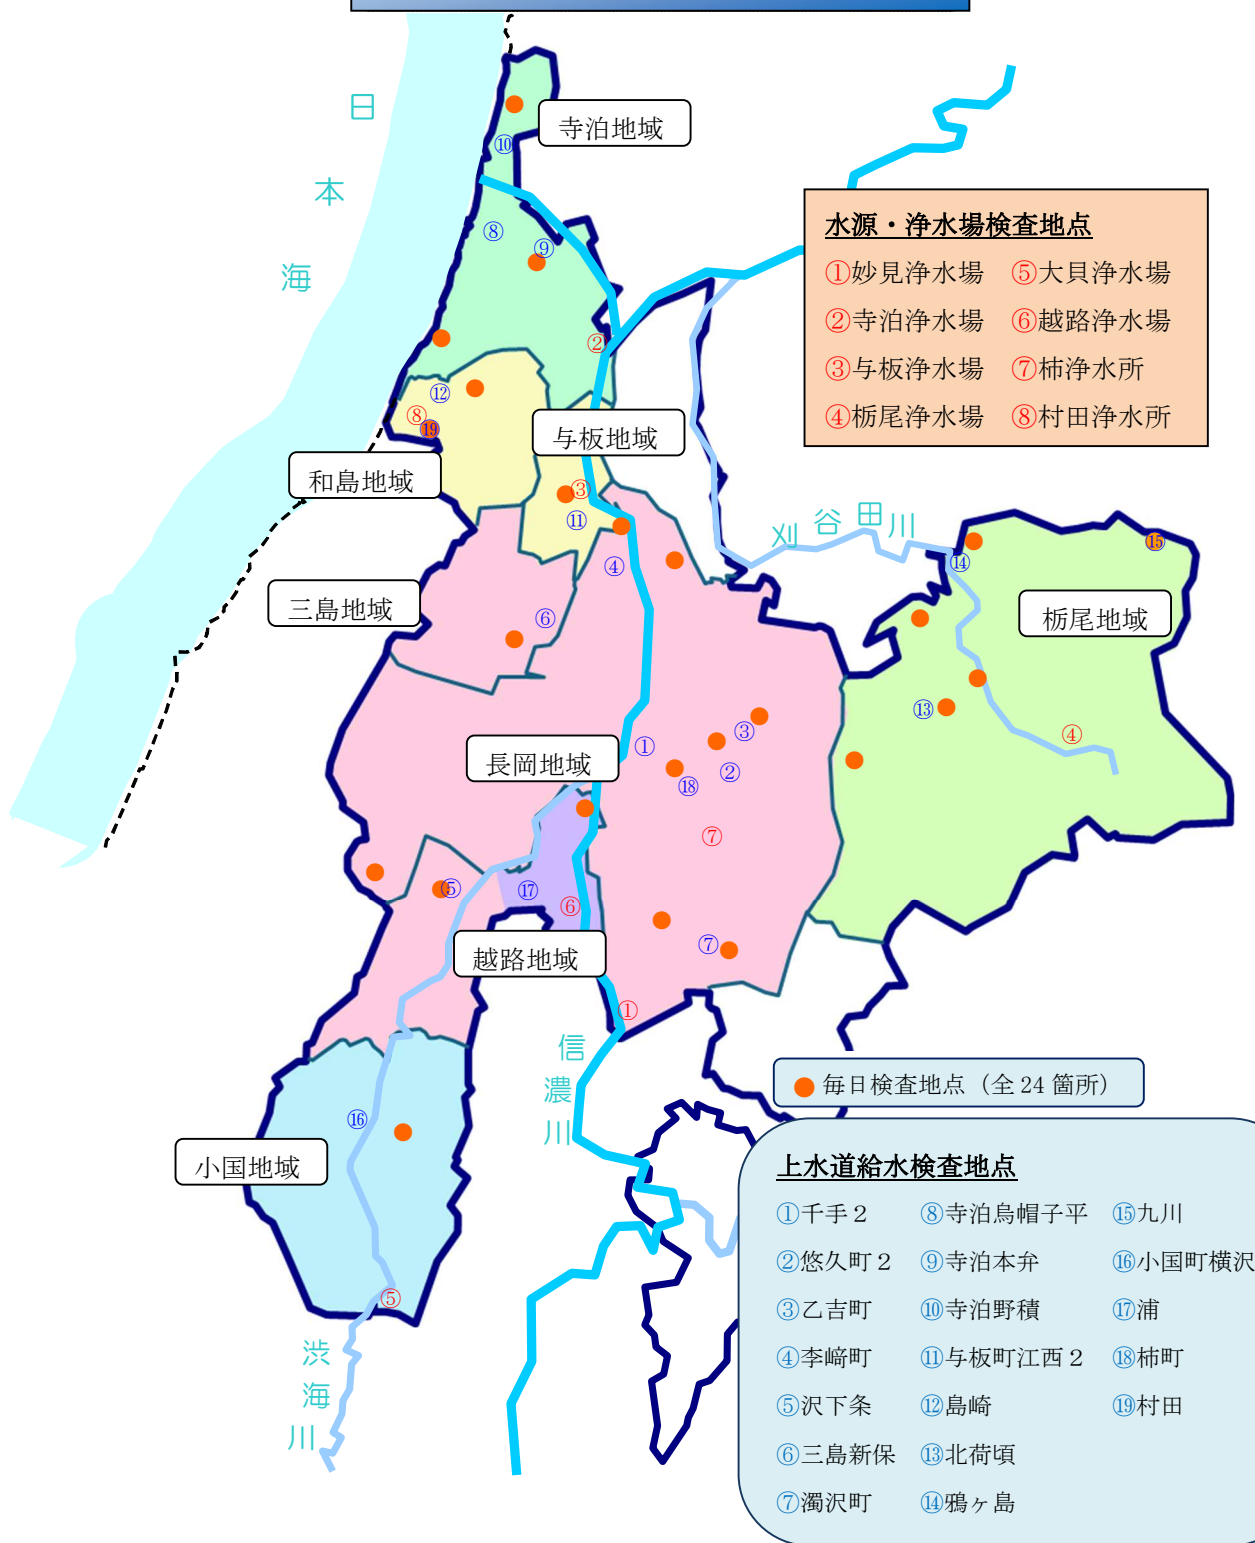 日本海
寺泊地域
⑩
⑧
⑨
②
水源・浄水場検査地点
①妙見浄水場 ⑤大貝浄水場
②寺泊浄水場 ⑥越路浄水場
③与板浄水場 ⑦柿浄水所
④栃尾浄水場 ⑧村田浄水所
⑫
⑧
⑲
与板地域
和島地域
③
⑪
刈谷田川
⑮
⑭
④
三島地域
⑥
栃尾地域
⑬
④
③
①
長岡地域
②
⑱
⑦
⑤
⑰
⑥
⑦
越路地域
①
信濃川
毎日検査地点（全 24 箇所）
⑯
小国地域
⑤
渋海川
上水道給水検査地点
①千手２ ⑧寺泊烏帽子平 ⑮九川
②悠久町２ ⑨寺泊本弁 ⑯小国町横沢
③乙吉町 ⑩寺泊野積 ⑰浦
④李﨑町 ⑪与板町江西２ ⑱柿町
⑤沢下条 ⑫島崎 ⑲村田
⑥三島新保 ⑬北荷頃
⑦濁沢町 ⑭鴉ヶ島